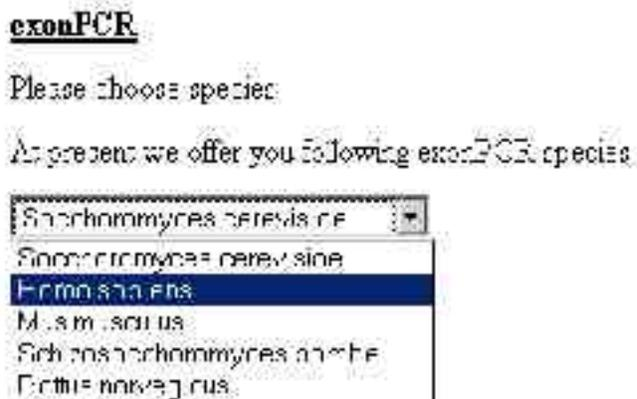 exonPCR
Please choose species
At present we offer you following exonPCR species
Saccharomyces cerevisiae
Saccharomyces cerevisiae
Homo sapiens
Mus musculus
Schizosaccharomyces pombe
Rattus norvegicus